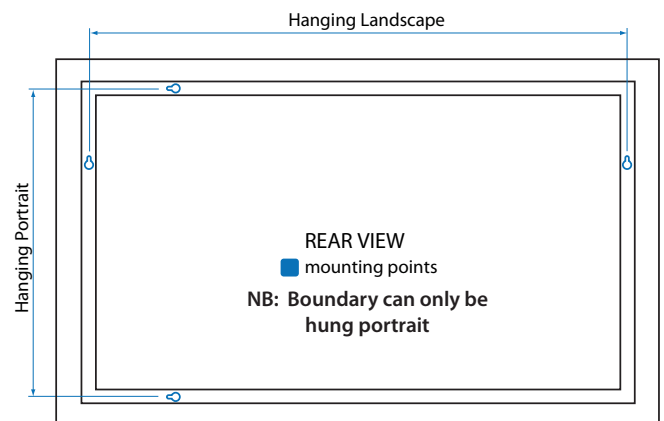 Hanging Landscape
Hanging Portrait
REAR VIEW
mounting points
NB: Boundary can only be
hung portrait